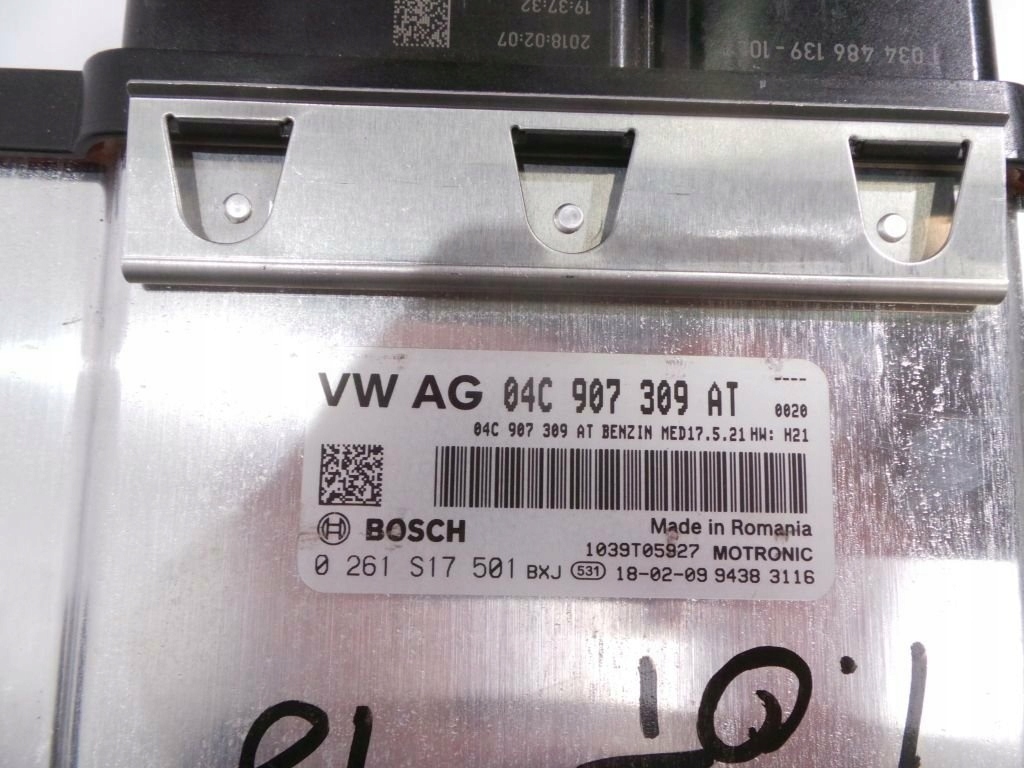 19:37:32
2018:02:07
1 034 486 139-10
VW AG 04C 907 309 AT ----
0020
04C 907 309 AT BENZIN MED17.5.21 HW: H21
BOSCH Made in Romania
1039T05927 MOTRONIC
0 261 S17 501 BXJ 531 18-02-09 9438 3116